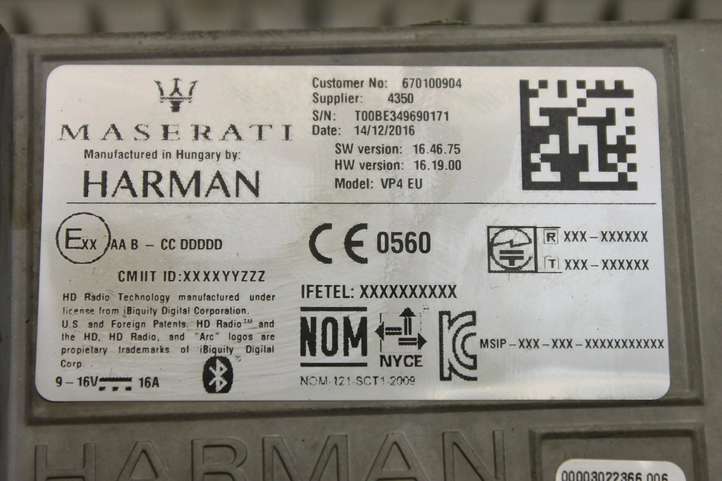 MASERATI
Manufactured in Hungary by:
HARMAN
Customer No: 670100904
Supplier: 4350
S/N: T00BE349690171
Date: 14/12/2016
SW version: 16.46.75
HW version: 16.19.00
Model: VP4 EU
Exx AA B - CC DDDDD
CMIIT ID:XXXXYYZZZ
CE 0560
R XXX-XXXXXX
T XXX-XXXXXX
HD Radio Technology manufactured under
license from iBiquity Digital Corporation.
U.S. and Foreign Patents. HD Radio™ and
the HD, HD Radio, and "Arc" logos are
propietary trademarks of iBiquity Digital
Corp.
9 - 16V 16A
IFETEL: XXXXXXXXXX
NOM
NYCE
NOM-121-SCT1-2009
MSIP-XXX-XXX-XXXXXXXXXXX
HARMAN
00003022366.006